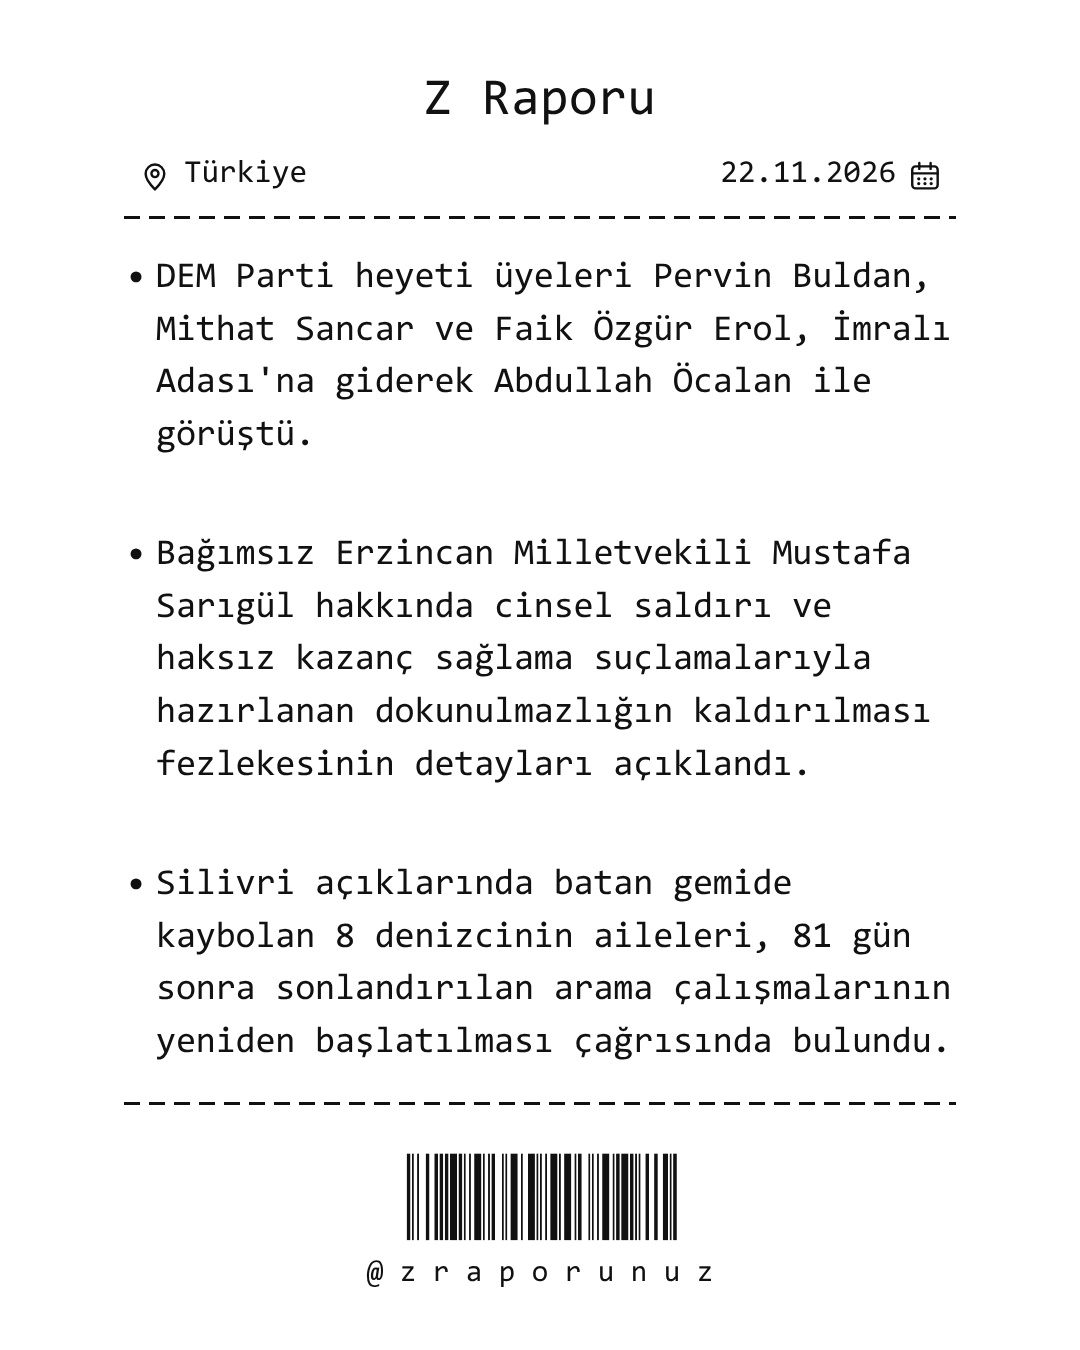 Z Raporu
Türkiye
22.11.2026
• DEM Parti heyeti üyeleri Pervin Buldan,
Mithat Sancar ve Faik Özgür Erol, İmralı
Adası'na giderek Abdullah Öcalan ile
görüştü.
• Bağımsız Erzincan Milletvekili Mustafa
Sarıgül hakkında cinsel saldırı ve
haksız kazanç sağlama suçlamalarıyla
hazırlanan dokunulmazlığın kaldırılması
fezlekesinin detayları açıklandı.
• Silivri açıklarında batan gemide
kaybolan 8 denizcinin aileleri, 81 gün
sonra sonlandırılan arama çalışmalarının
yeniden başlatılması çağrısında bulundu.
@zraporunuz